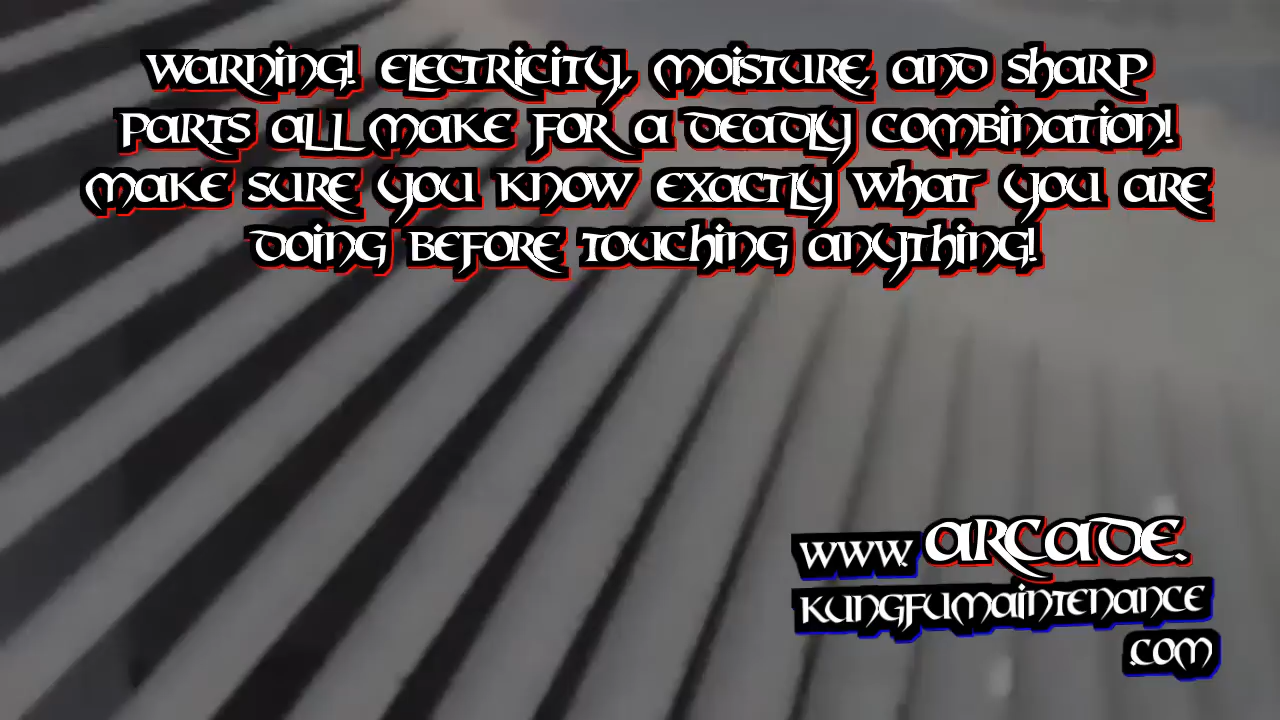 Warning! Electricity, moisture, and sharp
parts all make for a deadly combination!
Make sure you know exactly what you are
doing before touching anything!
www.arcade.
kungfumaintenance
.com